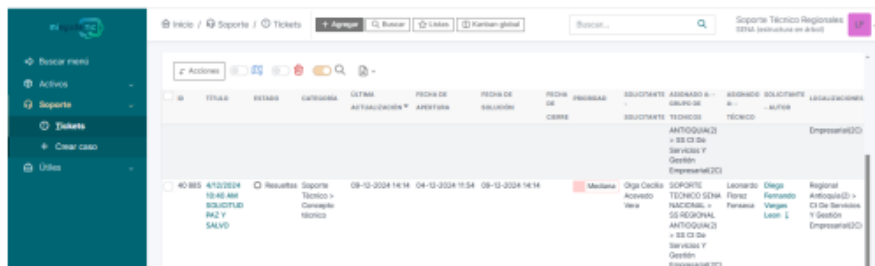 Inicio / Soporte / Tickets
+ Agregar
Buscar
Listas
Kanban global
Buscar...
Soporte Técnico Regionales
SENA (estructura en árbol)
LF
Buscar menú
Activos
Soporte
Tickets
Crear caso
Útiles
Acciones
ID
TÍTULO
ESTADO
CATEGORÍA
ÚLTIMA
ACTUALIZACIÓN
FECHA DE
APERTURA
FECHA DE
SOLUCIÓN
FECHA
DE
CIERRE
PRIORIDAD
SOLICITANTE
-
SOLICITANTE
ASIGNADO A: -
GRUPO DE
TÉCNICOS
ASIGNADO
A: -
TÉCNICO
SOLICITANTE
- AUTOR
LOCALIZACIONES
ANTIOQUIA(2)
> SS CI De
Servicios Y
Gestión
Empresarial(2C)
Empresarial(2C)
40 885
4/12/2024
10:40 AM
SOLICITUD
PAZ Y
SALVO
Resueltas
Soporte
Técnico >
Concepto
técnico
09-12-2024 14:14
04-12-2024 11:54
09-12-2024 14:14
Mediana
Olga Cecilia
Acevedo
Vera
SOPORTE
TECNICO SENA
NACIONAL >
SS REGIONAL
ANTIOQUIA(2)
> SS CI De
Servicios Y
Gestión
Empresarial(2C)
Leonardo
Florez
Fonseca
Diego
Fernando
Vargas
Leon
Regional
Antioquia(2) >
CI De Servicios
Y Gestión
Empresarial(2C)